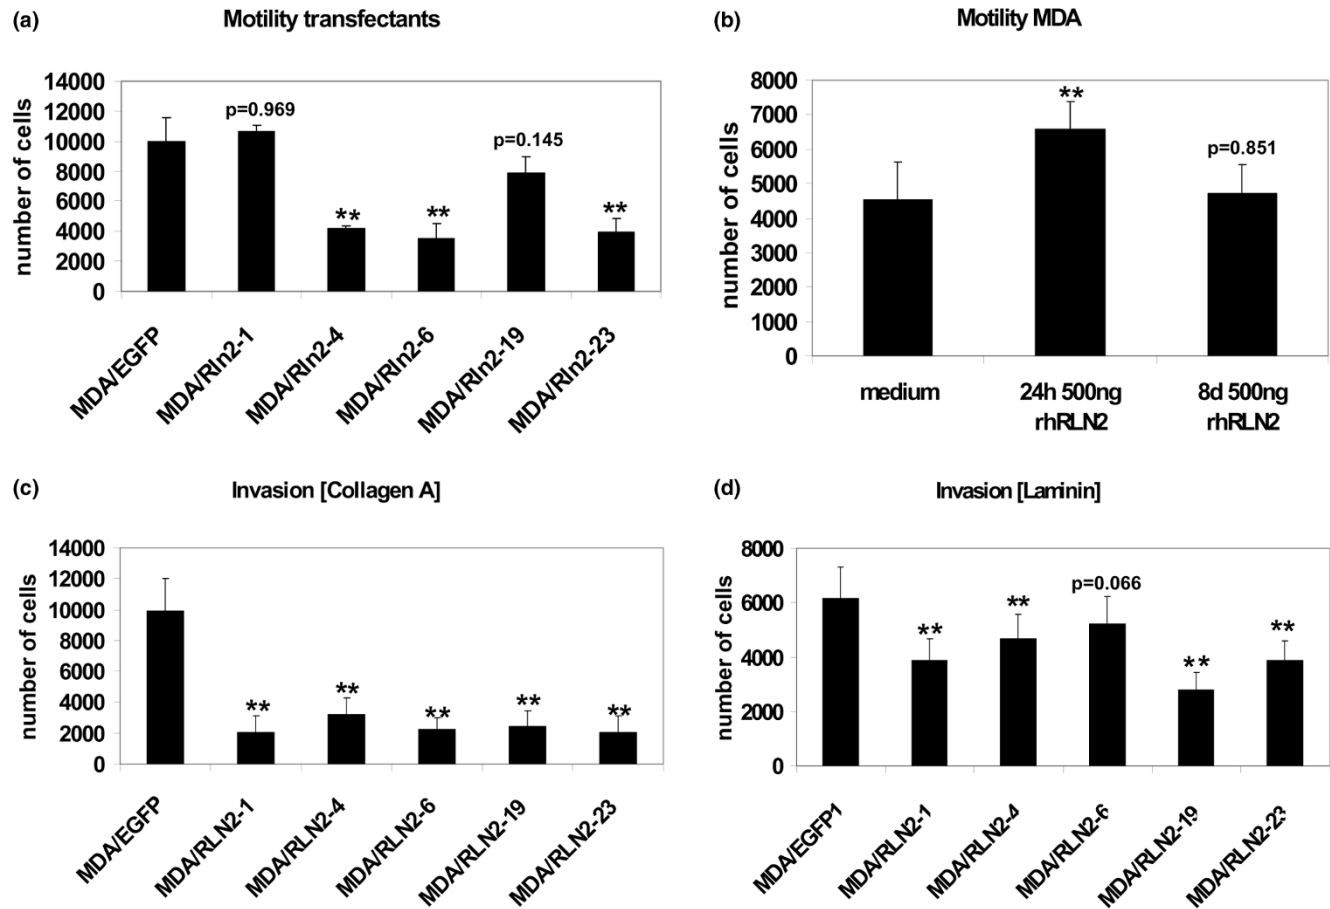 (a)
Motility transfectants
number of cells
14000
12000
10000
8000
6000
4000
2000
0
p=0.969
**
**
p=0.145
**
MDA/EGFP
MDA/Rln2-1
MDA/Rln2-4
MDA/Rln2-6
MDA/Rln2-19
MDA/Rln2-23
(b)
Motility MDA
number of cells
8000
7000
6000
5000
4000
3000
2000
1000
0
**
p=0.851
medium
24h 500ng
rhRLN2
8d 500ng
rhRLN2
(c)
Invasion [Collagen A]
number of cells
14000
12000
10000
8000
6000
4000
2000
0
**
**
**
**
**
MDA/EGFP
MDA/RLN2-1
MDA/RLN2-4
MDA/RLN2-6
MDA/RLN2-19
MDA/RLN2-23
(d)
Invasion [Laminin]
number of cells
8000
6000
4000
2000
0
**
**
p=0.066
**
**
MDA/EGFP1
MDA/RLN2-1
MDA/RLN2-4
MDA/RLN2-6
MDA/RLN2-19
MDA/RLN2-23